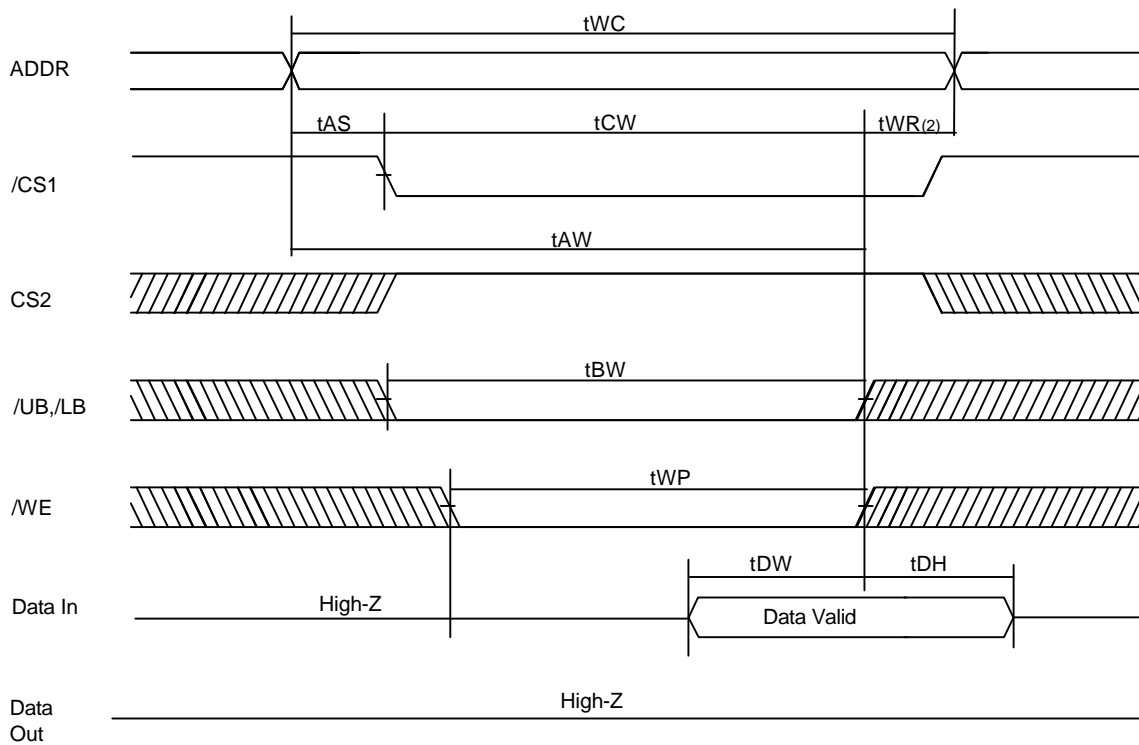 tWC
ADDR
tAS tCW tWR(2)
/CS1
tAW
CS2
tBW
/UB,/LB
tWP
/WE
tDW tDH
Data In High-Z Data Valid
Data Out High-Z